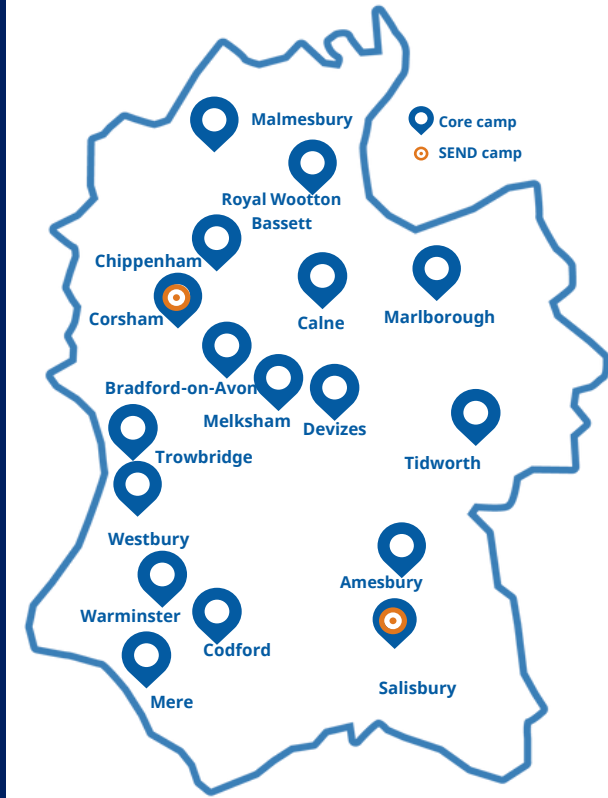 Malmesbury
Core camp
SEND camp
Royal Wootton
Bassett
Chippenham
Corsham
Calne
Marlborough
Bradford-on-Avon
Melksham
Devizes
Trowbridge
Tidworth
Westbury
Amesbury
Warminster
Codford
Salisbury
Mere